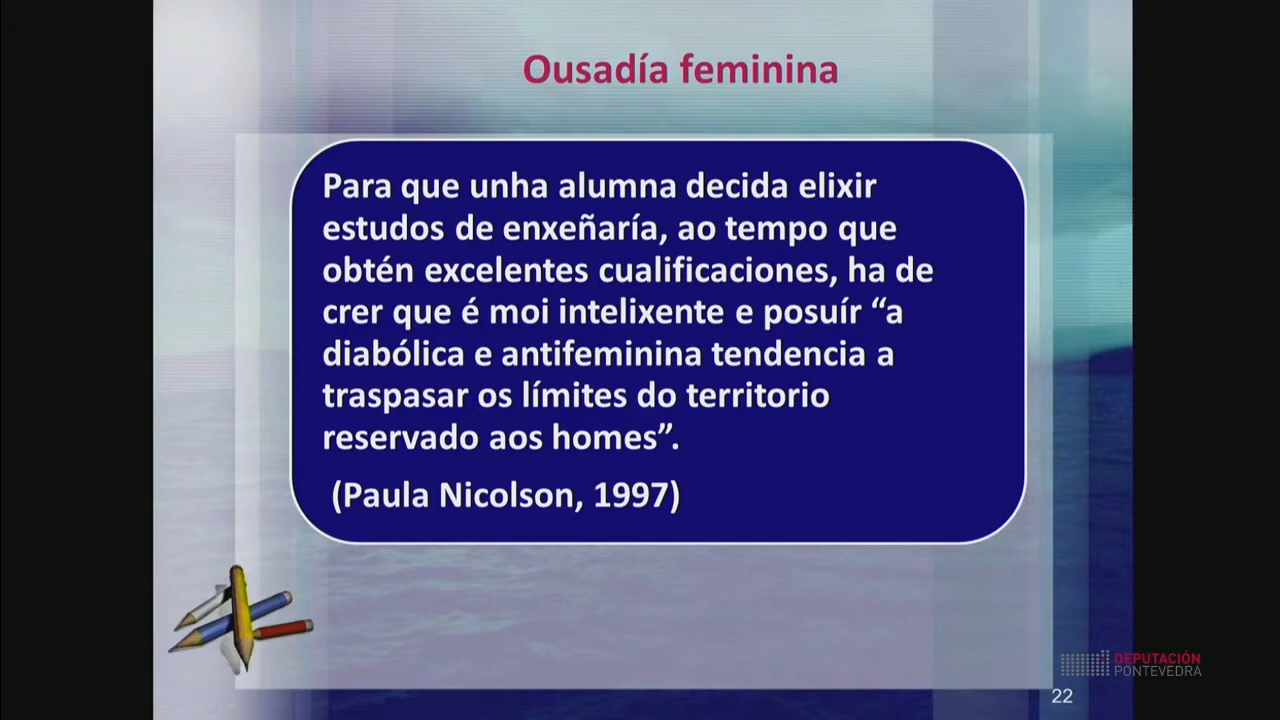 Ousadía feminina
Para que unha alumna decida elixir
estudos de enxeñaría, ao tempo que
obtén excelentes cualificaciones, ha de
crer que é moi intelixente e posuír “a
diabólica e antifeminina tendencia a
traspasar os límites do territorio
reservado aos homes”.
(Paula Nicolson, 1997)
DEPUTACIÓN
PONTEVEDRA
22